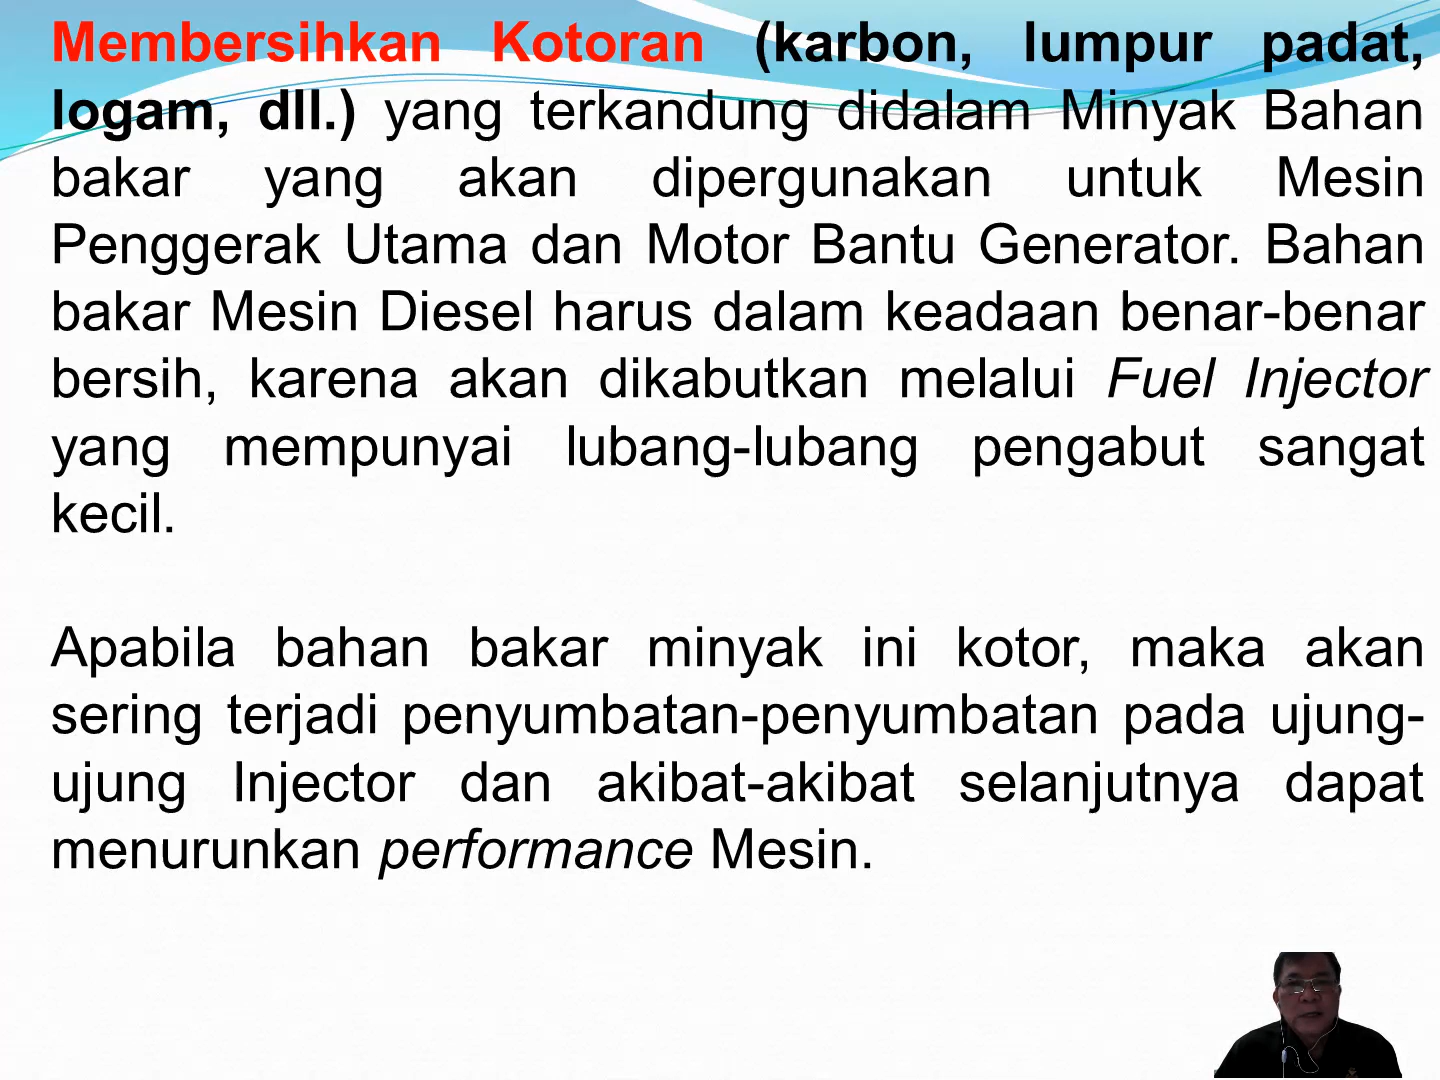 Membersihkan Kotoran (karbon, lumpur padat,
logam, dll.) yang terkandung didalam Minyak Bahan
bakar yang akan dipergunakan untuk Mesin
Penggerak Utama dan Motor Bantu Generator. Bahan
bakar Mesin Diesel harus dalam keadaan benar-benar
bersih, karena akan dikabutkan melalui Fuel Injector
yang mempunyai lubang-lubang pengabut sangat
kecil.
Apabila bahan bakar minyak ini kotor, maka akan
sering terjadi penyumbatan-penyumbatan pada ujung-
ujung Injector dan akibat-akibat selanjutnya dapat
menurunkan performance Mesin.